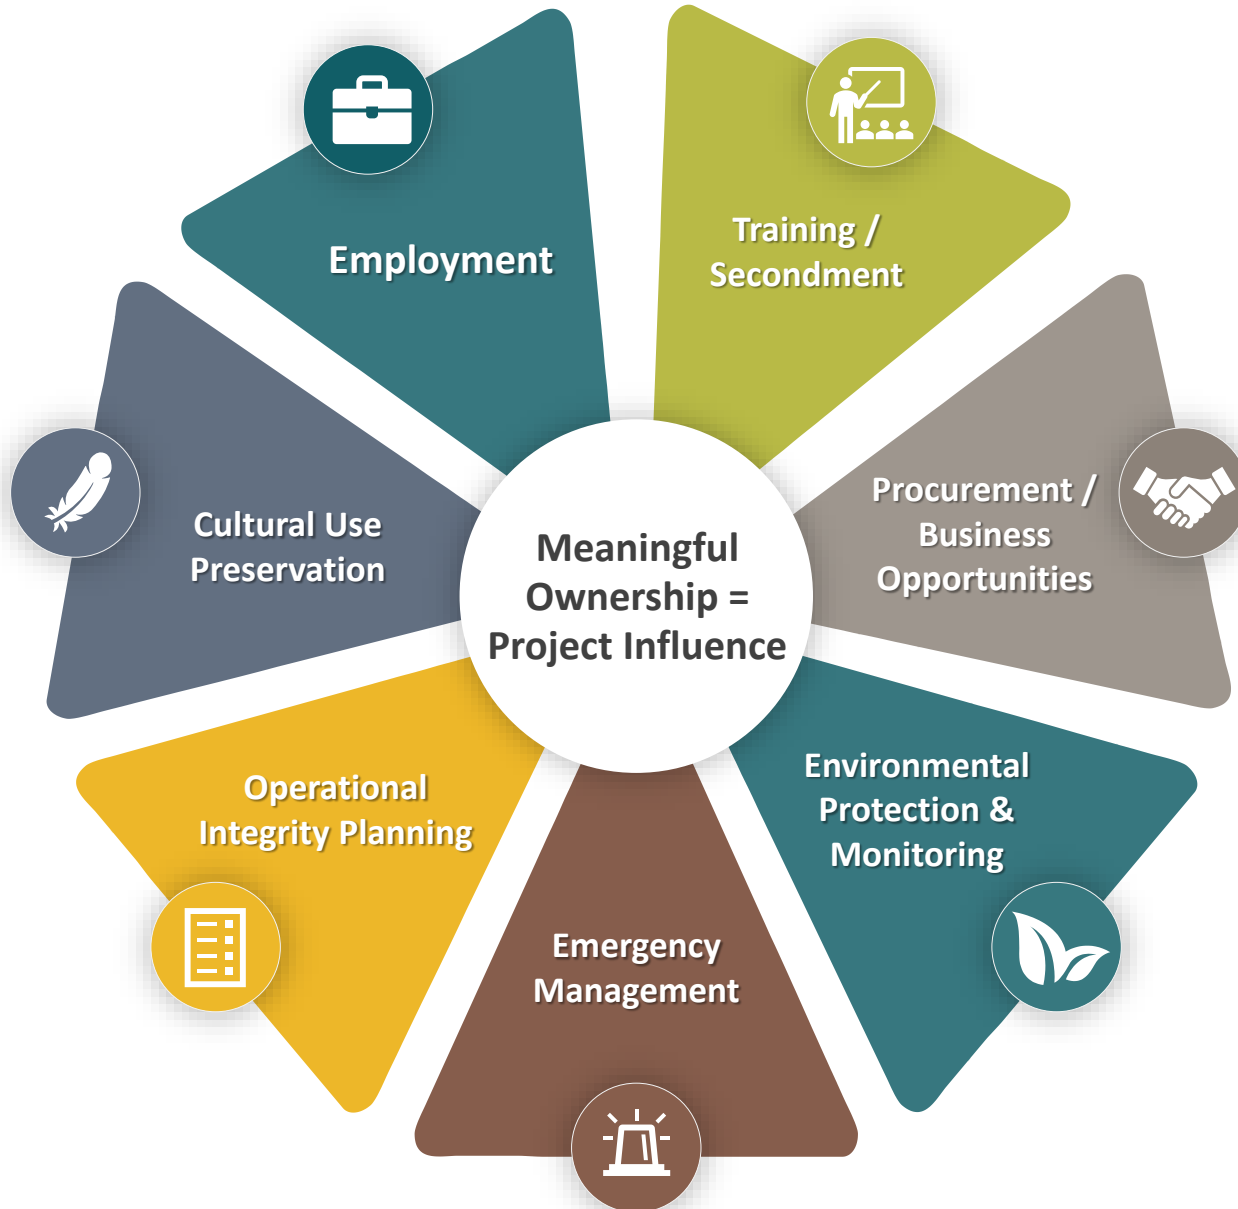 Employment
Training /
Secondment
Procurement /
Business
Opportunities
Environmental
Protection &
Monitoring
Emergency
Management
Operational
Integrity Planning
Cultural Use
Preservation
Meaningful
Ownership =
Project Influence